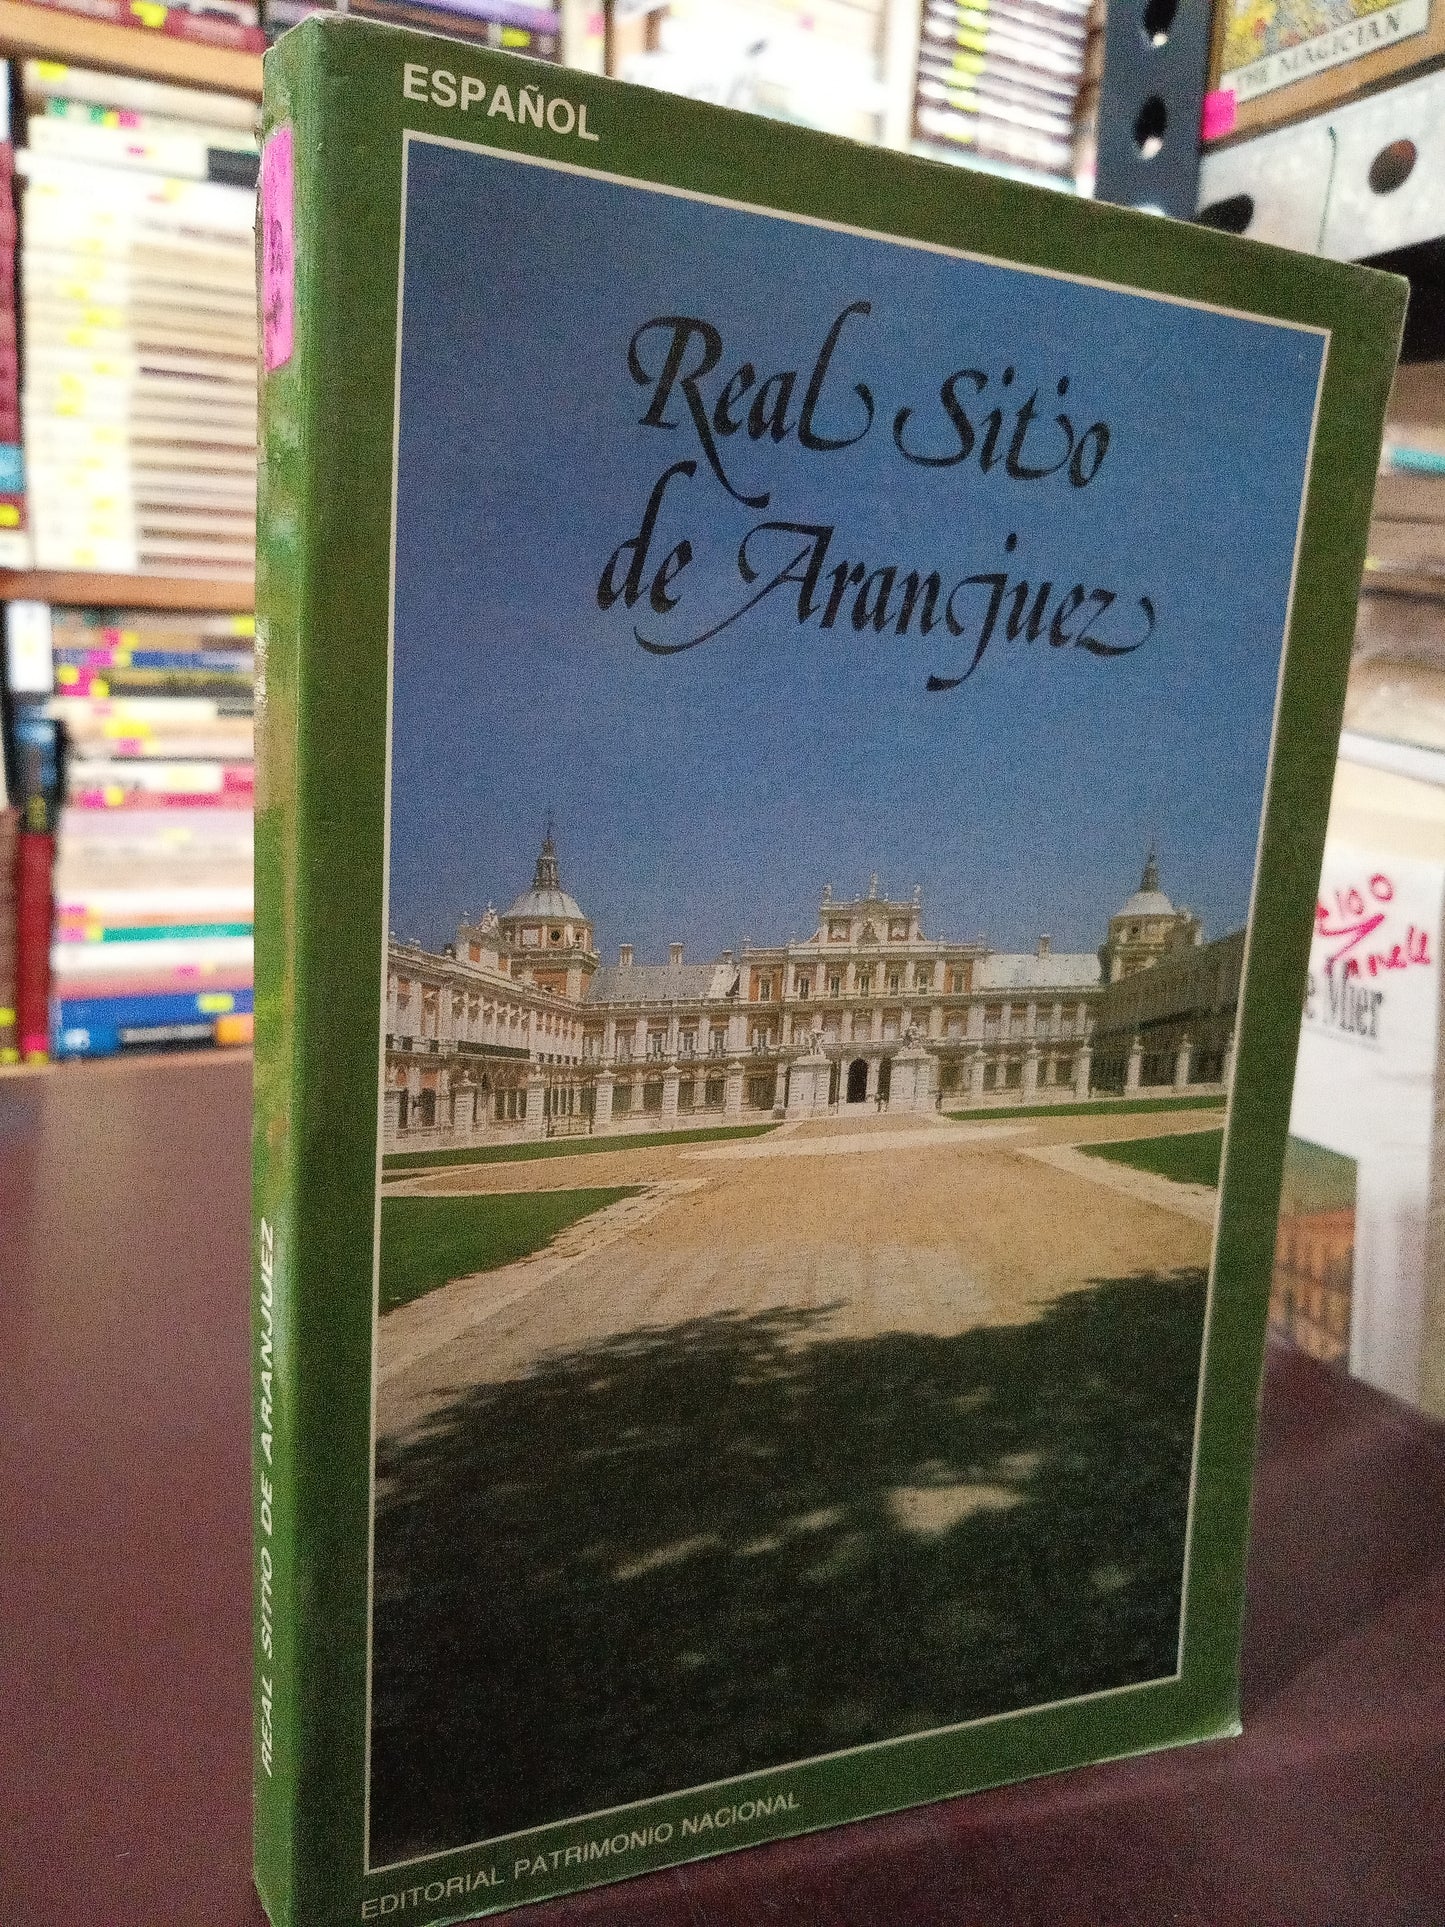 ESPAÑOL
Real Sitio
de Aranjuez
EDITORIAL PATRIMONIO NACIONAL
REAL SITIO DE ARANJUEZ
THE MAGICIAN